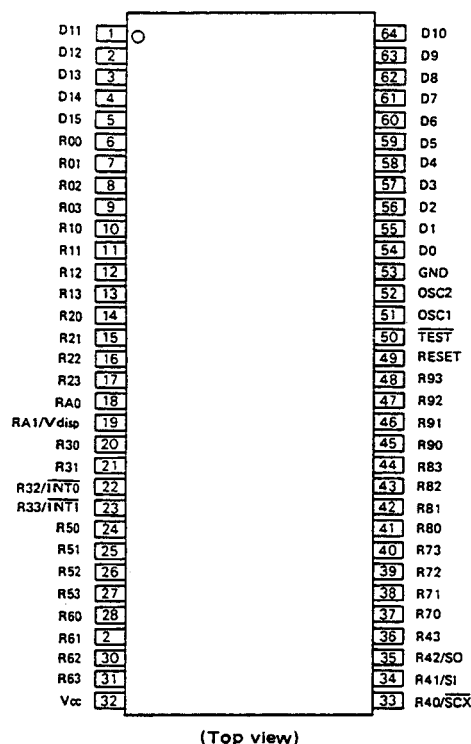 D11 1 64 D10
D12 2 63 D9
D13 3 62 D8
D14 4 61 D7
D15 5 60 D6
R00 6 59 D5
R01 7 58 D4
R02 8 57 D3
R03 9 56 D2
R10 10 55 D1
R11 11 54 D0
R12 12 53 GND
R13 13 52 OSC2
R20 14 51 OSC1
R21 15 50 T̅E̅S̅T̅
R22 16 49 RESET
R23 17 48 R93
RA0 18 47 R92
RA1/Vdisp 19 46 R91
R30 20 45 R90
R31 21 44 R83
R32/I̅N̅T̅0̅ 22 43 R82
R33/I̅N̅T̅1̅ 23 42 R81
R50 24 41 R80
R51 25 40 R73
R52 26 39 R72
R53 27 38 R71
R60 28 37 R70
R61 2 36 R43
R62 30 35 R42/SO
R63 31 34 R41/SI
Vcc 32 33 R40/S̅C̅X̅
(Top view)